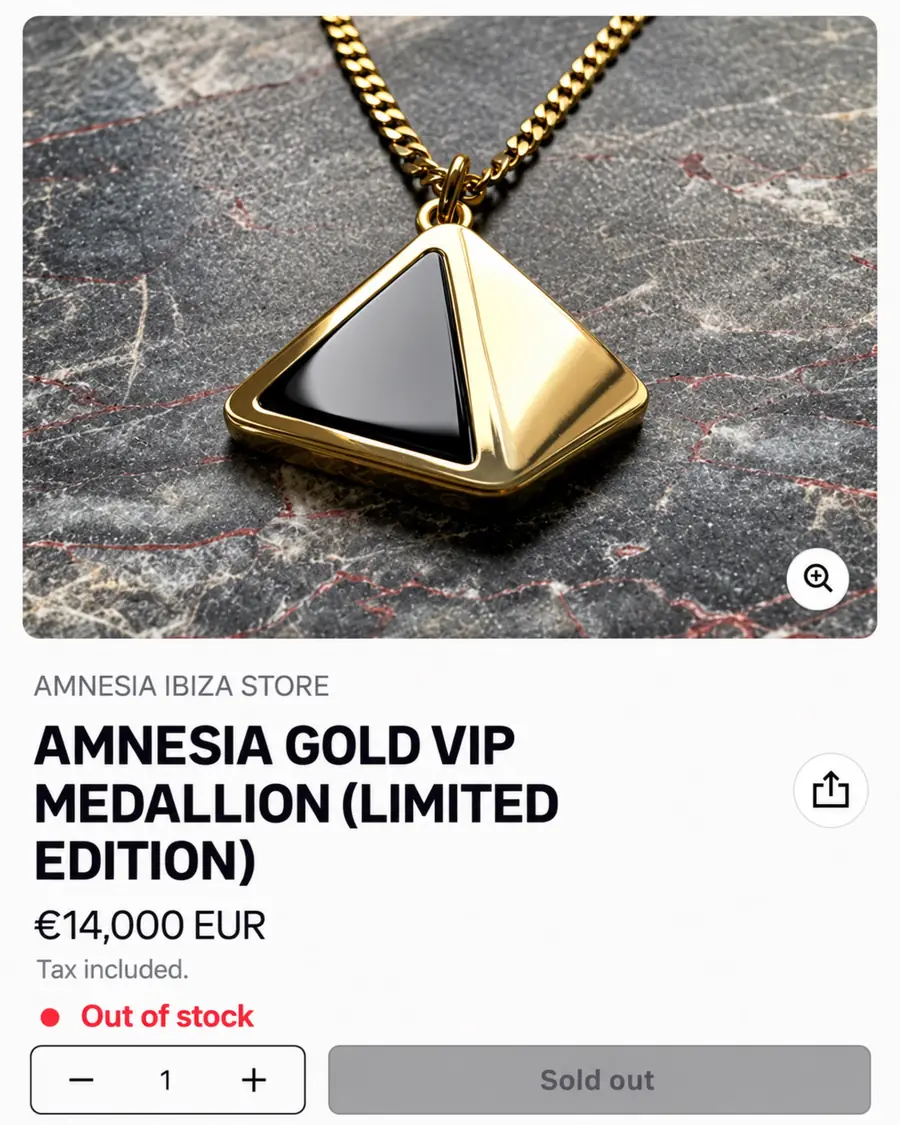 AMNESIA IBIZA STORE
AMNESIA GOLD VIP
MEDALLION (LIMITED
EDITION)
€14,000 EUR
Tax included.
Out of stock
− 1 +
Sold out